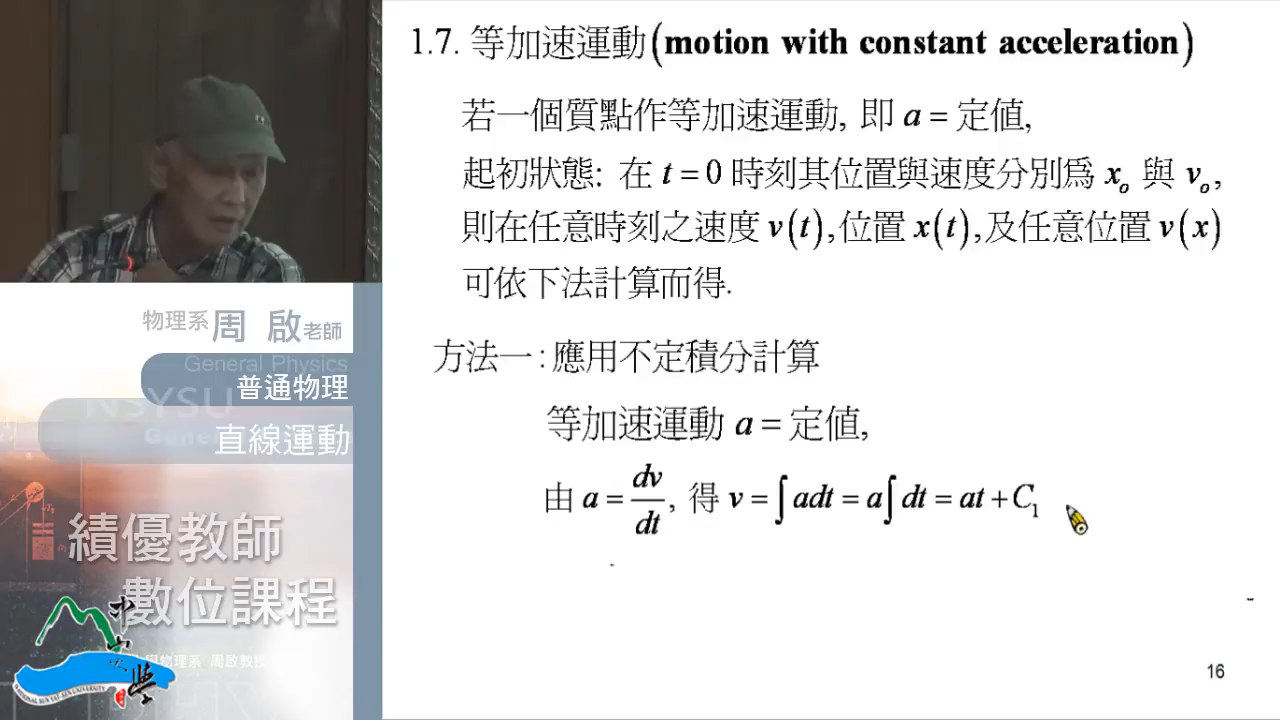 1.7. 等加速運動(motion with constant acceleration)
若一個質點作等加速運動, 即 a = 定值,
起初狀態: 在 t = 0 時刻其位置與速度分別為 x₀ 與 v₀,
則在任意時刻之速度 v(t), 位置 x(t), 及任意位置 v(x)
可依下法計算而得.
方法一 : 應用不定積分計算
等加速運動 a = 定值,
由 a = dv/dt, 得 v = ∫adt = a∫dt = at + C₁
16
物理系 周 啟 老師
General Physics
普通物理
NSYSU
直線運動
績優教師
數位課程